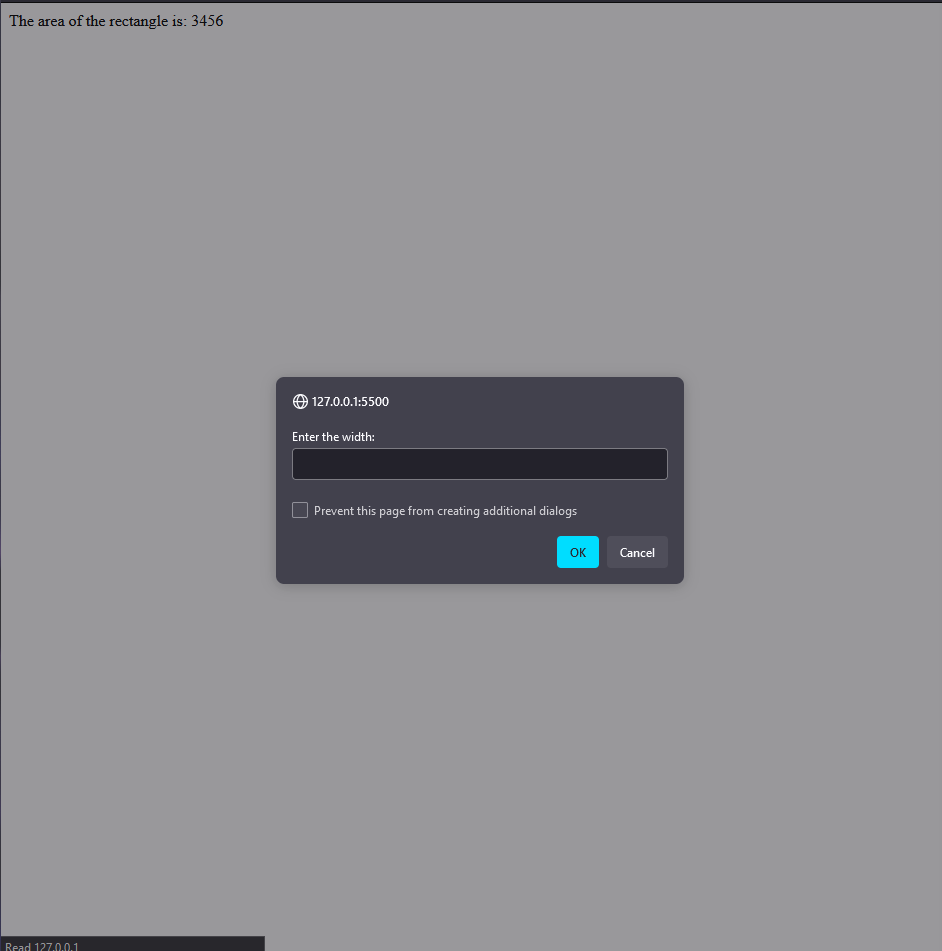 The area of the rectangle is: 3456
127.0.0.1:5500
Enter the width:
Prevent this page from creating additional dialogs
OK
Cancel
Read 127.0.0.1